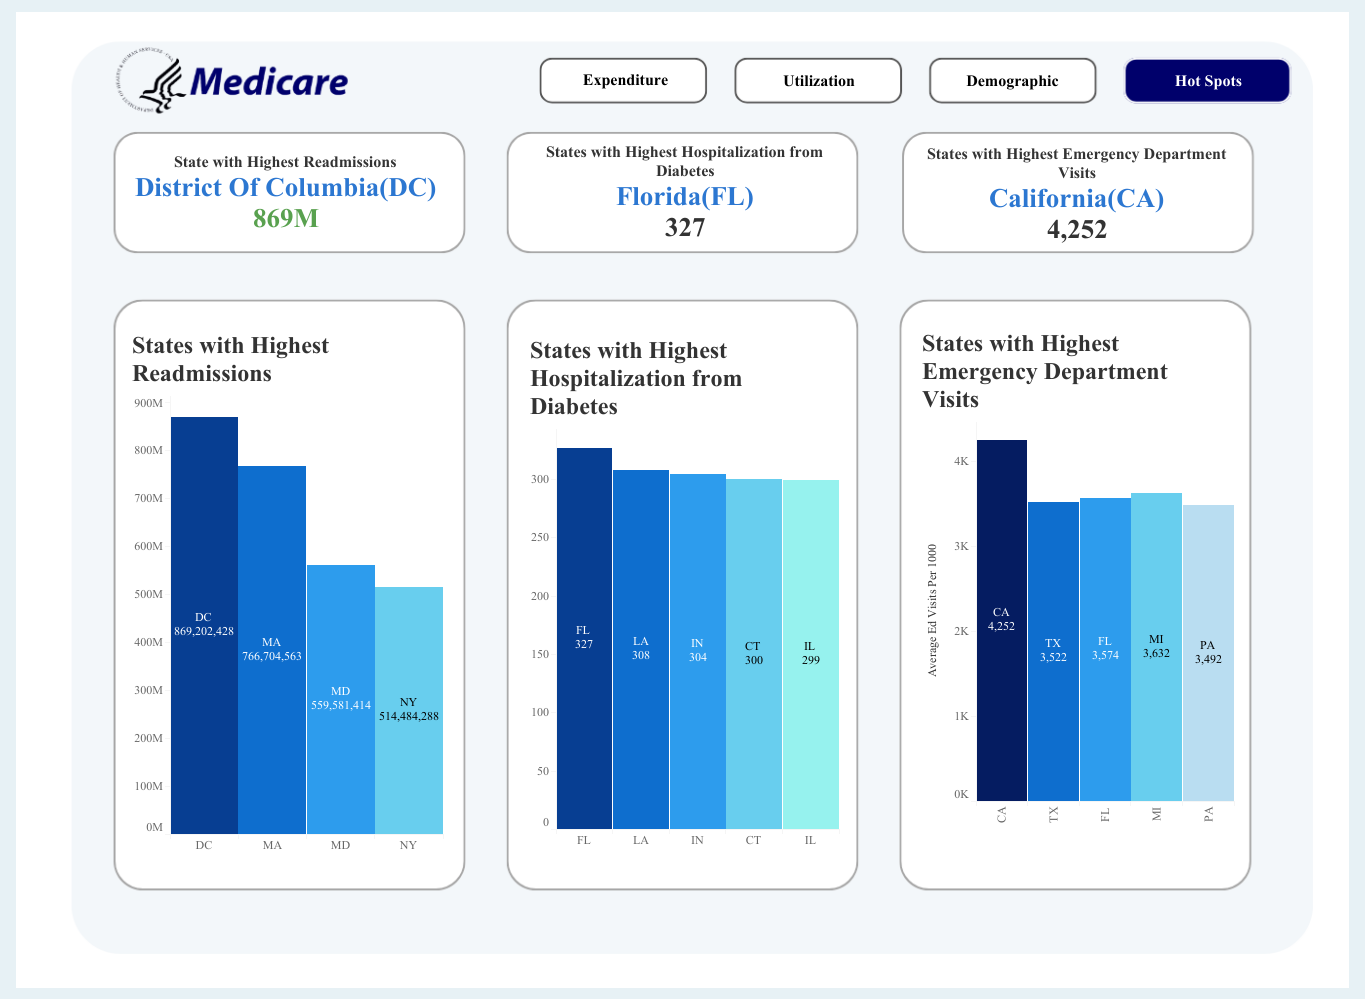 Medicare
Expenditure
Utilization
Demographic
Hot Spots
State with Highest Readmissions
District Of Columbia(DC)
869M
States with Highest Hospitalization from
Diabetes
Florida(FL)
327
States with Highest Emergency Department
Visits
California(CA)
4,252
States with Highest
Readmissions
900M
800M
700M
600M
500M
400M
300M
200M
100M
0M
DC
869,202,428
MA
766,704,563
MD
559,581,414
NY
514,484,288
DC
MA
MD
NY
States with Highest
Hospitalization from
Diabetes
300
250
200
150
100
50
0
FL
327
LA
308
IN
304
CT
300
IL
299
FL
LA
IN
CT
IL
States with Highest
Emergency Department
Visits
Average Ed Visits Per 1000
4K
3K
2K
1K
0K
CA
4,252
TX
3,522
FL
3,574
MI
3,632
PA
3,492
CA
TX
FL
MI
PA